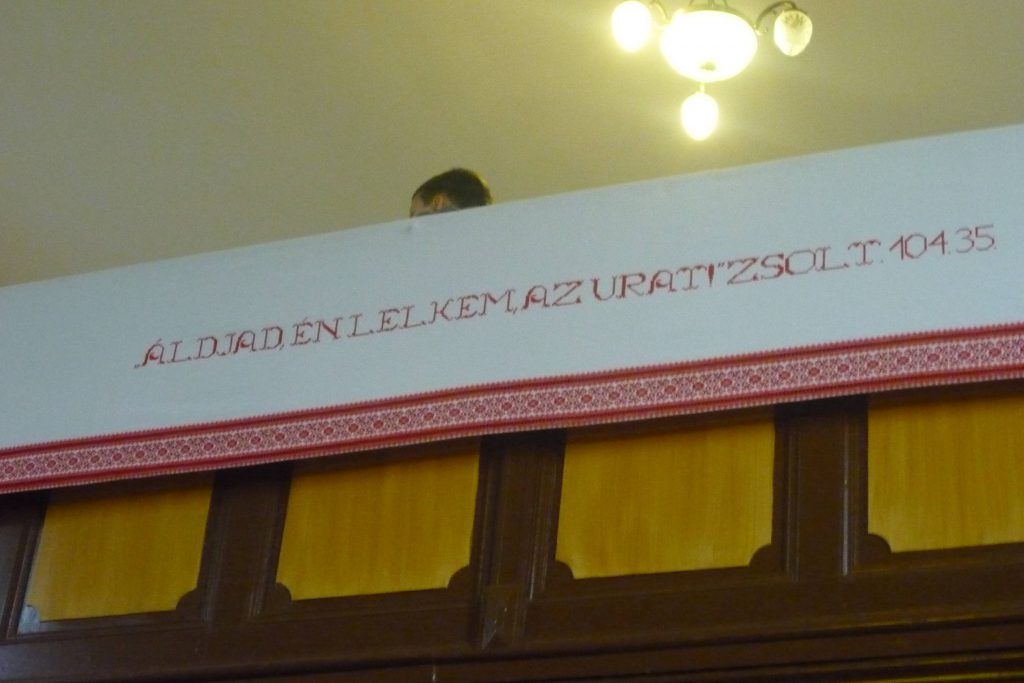 „ÁLDJAD, ÉN LELKEM, AZ URAT!” ZSOLT. 104.35.